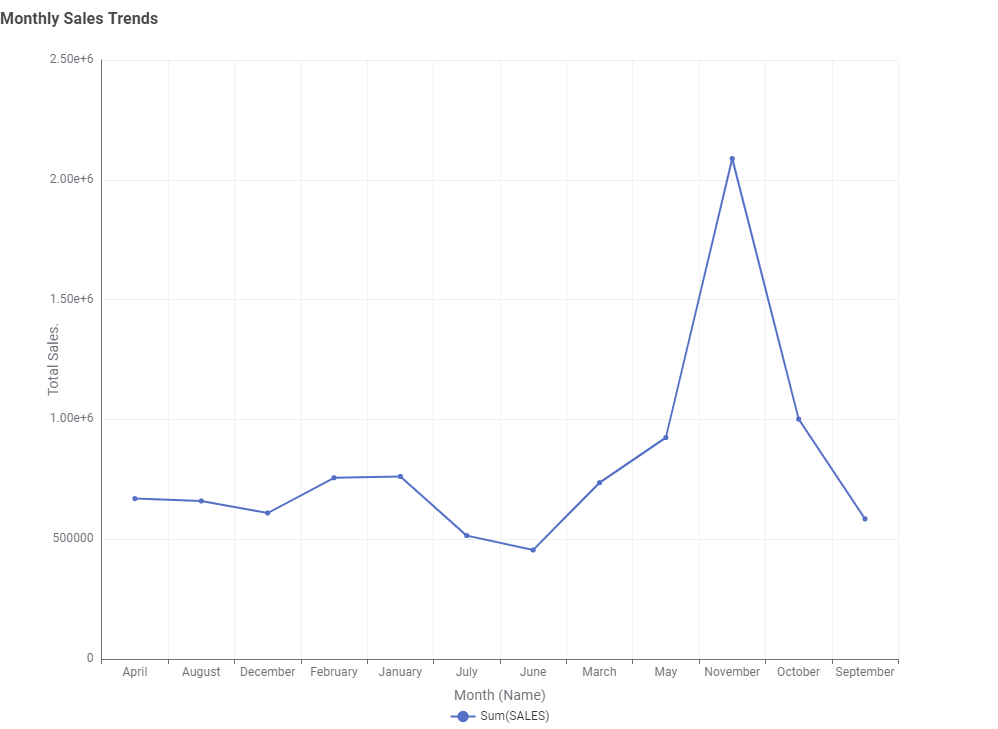 Monthly Sales Trends
2.50e+6
2.00e+6
1.50e+6
1.00e+6
500000
0
Total Sales.
April August December February January July June March May November October September
Month (Name)
Sum(SALES)